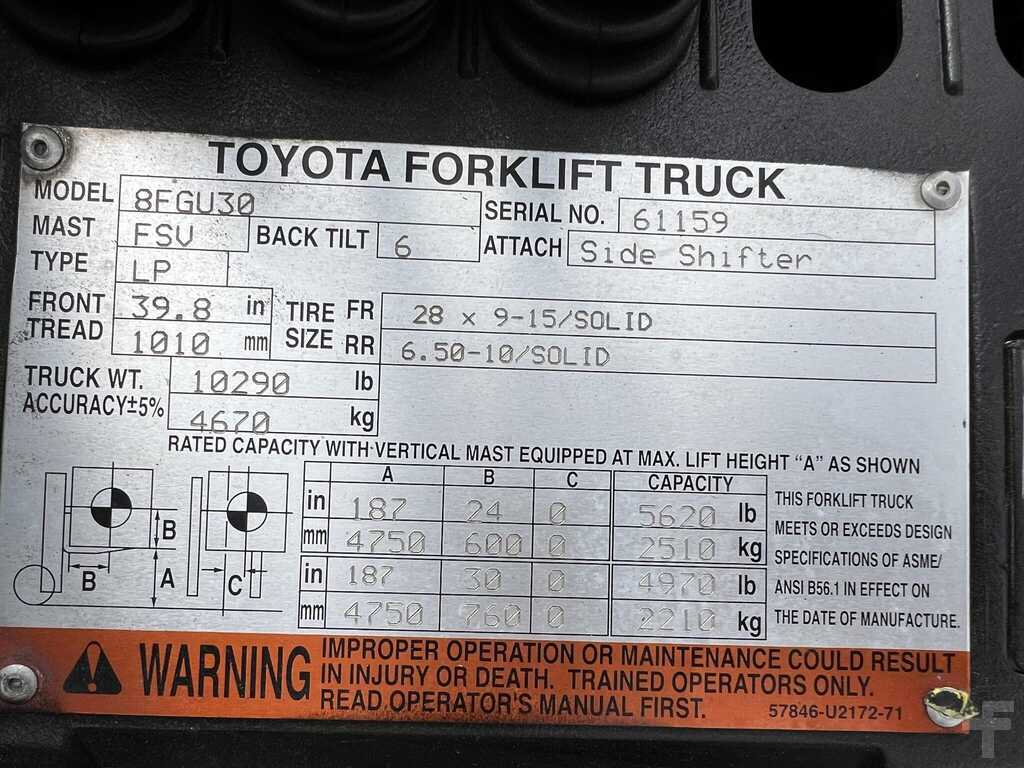 TOYOTA FORKLIFT TRUCK
MODEL 8FGU30 SERIAL NO. 61159
MAST FSV BACK TILT 6 ATTACH Side Shifter
TYPE LP
FRONT TREAD 39.8 in TIRE SIZE FR 28 x 9-15/SOLID
1010 mm RR 6.50-10/SOLID
TRUCK WT. 10290 lb
ACCURACY±5% 4670 kg
RATED CAPACITY WITH VERTICAL MAST EQUIPPED AT MAX. LIFT HEIGHT "A" AS SHOWN
A B C CAPACITY
in 187 24 0 5620 lb
mm 4750 600 0 2510 kg
in 187 30 0 4970 lb
mm 4750 760 0 2210 kg
B B A C
THIS FORKLIFT TRUCK
MEETS OR EXCEEDS DESIGN
SPECIFICATIONS OF ASME/
ANSI B56.1 IN EFFECT ON
THE DATE OF MANUFACTURE.
WARNING
IMPROPER OPERATION OR MAINTENANCE COULD RESULT
IN INJURY OR DEATH. TRAINED OPERATORS ONLY.
READ OPERATOR'S MANUAL FIRST.
57846-U2172-71
F